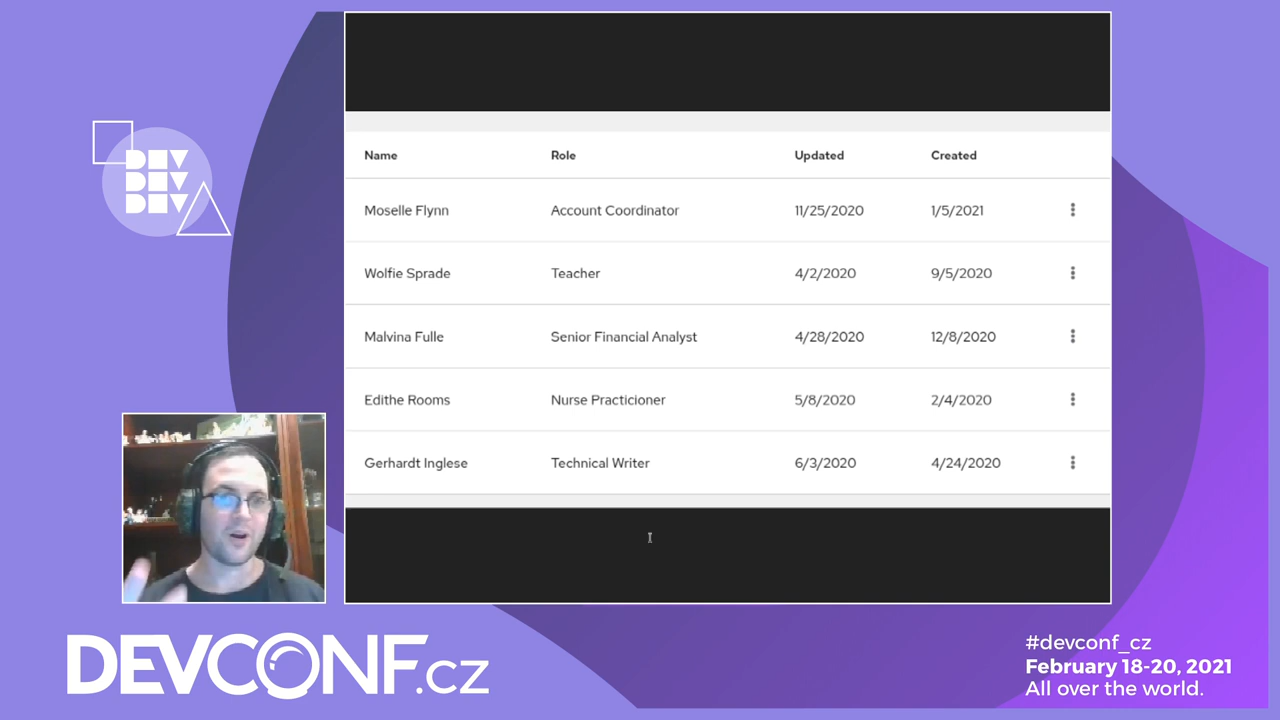 DEV
DEV
DEV
Name Role Updated Created
Moselle Flynn Account Coordinator 11/25/2020 1/5/2021
Wolfie Sprade Teacher 4/2/2020 9/5/2020
Malvina Fulle Senior Financial Analyst 4/28/2020 12/8/2020
Edithe Rooms Nurse Practicioner 5/8/2020 2/4/2020
Gerhardt Inglese Technical Writer 6/3/2020 4/24/2020
DEVCONF.cz
#devconf_cz
February 18-20, 2021
All over the world.